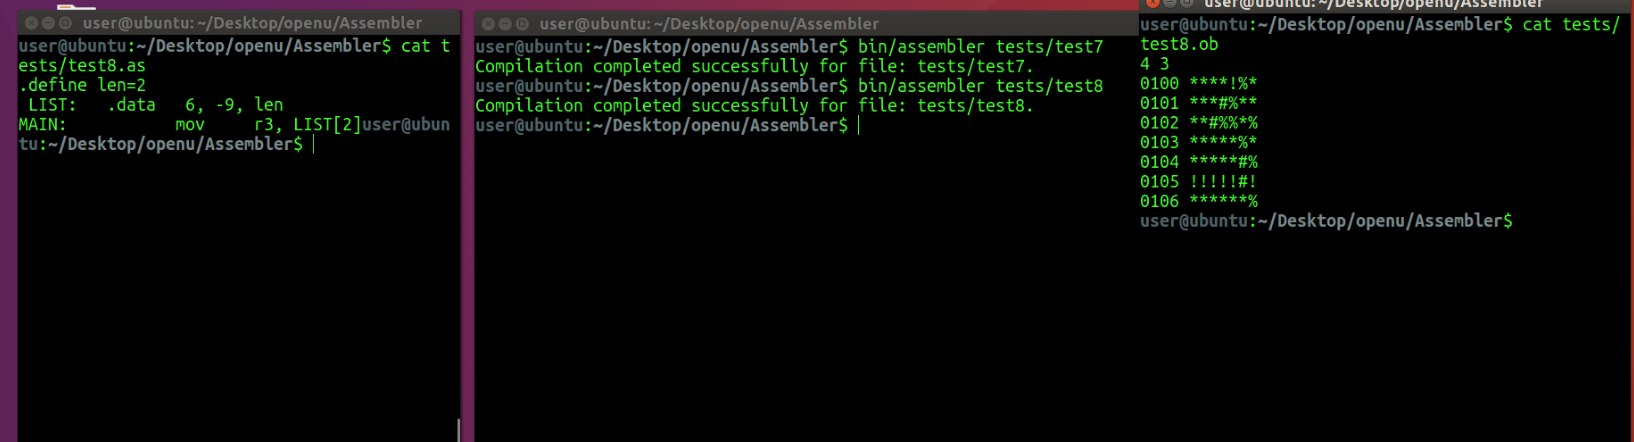 user@ubuntu: ~/Desktop/openu/Assembler
user@ubuntu:~/Desktop/openu/Assembler$ cat t
ests/test8.as
.define len=2
 LIST:   .data   6, -9, len
MAIN:           mov     r3, LIST[2]user@ubun
tu:~/Desktop/openu/Assembler$
user@ubuntu: ~/Desktop/openu/Assembler
user@ubuntu:~/Desktop/openu/Assembler$ bin/assembler tests/test7
Compilation completed successfully for file: tests/test7.
user@ubuntu:~/Desktop/openu/Assembler$ bin/assembler tests/test8
Compilation completed successfully for file: tests/test8.
user@ubuntu:~/Desktop/openu/Assembler$
user@ubuntu: ~/Desktop/openu/Assembler
user@ubuntu:~/Desktop/openu/Assembler$ cat tests/
test8.ob
4 3
0100 ****!%*
0101 ***#%**
0102 **#%%*%
0103 *****%*
0104 *****#%
0105 !!!!!#!
0106 ******%
user@ubuntu:~/Desktop/openu/Assembler$